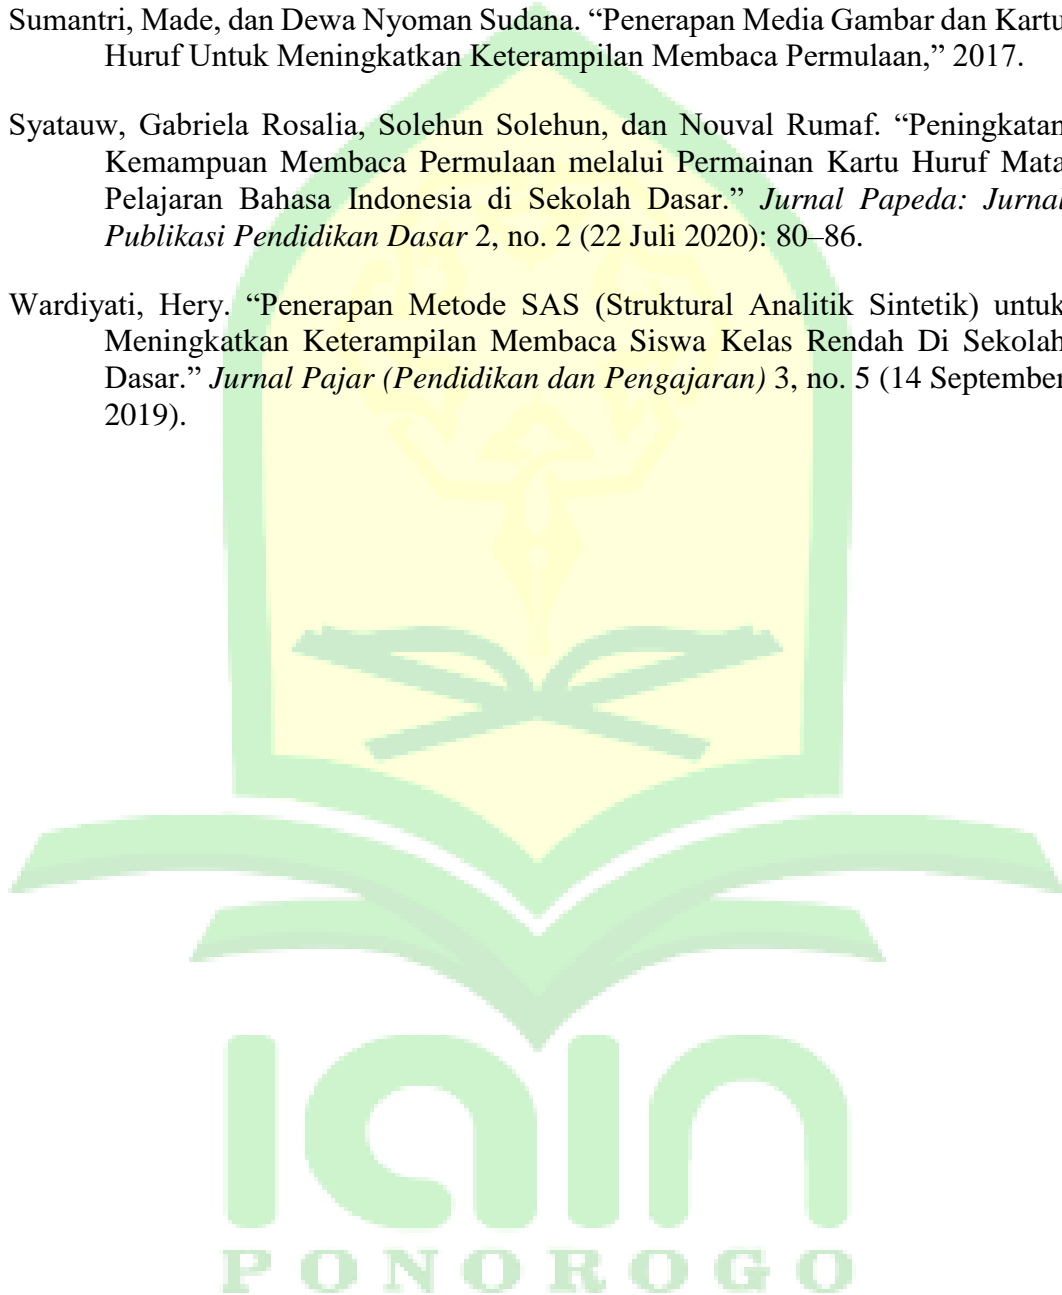 Sumantri, Made, dan Dewa Nyoman Sudana. “Penerapan Media Gambar dan Kartu
Huruf Untuk Meningkatkan Keterampilan Membaca Permulaan,” 2017.
Syatauw, Gabriela Rosalia, Solehun Solehun, dan Nouval Rumaf. “Peningkatan
Kemampuan Membaca Permulaan melalui Permainan Kartu Huruf Mata
Pelajaran Bahasa Indonesia di Sekolah Dasar.” Jurnal Papeda: Jurnal
Publikasi Pendidikan Dasar 2, no. 2 (22 Juli 2020): 80–86.
Wardiyati, Hery. “Penerapan Metode SAS (Struktural Analitik Sintetik) untuk
Meningkatkan Keterampilan Membaca Siswa Kelas Rendah Di Sekolah
Dasar.” Jurnal Pajar (Pendidikan dan Pengajaran) 3, no. 5 (14 September
2019).
iain
PONOROGO